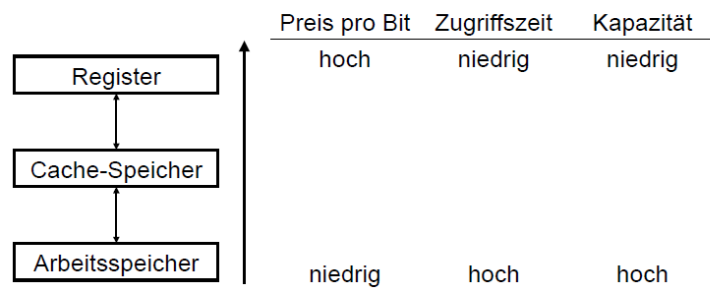 Preis pro Bit Zugriffszeit Kapazität
hoch niedrig niedrig
Register
Cache-Speicher
Arbeitsspeicher
niedrig hoch hoch